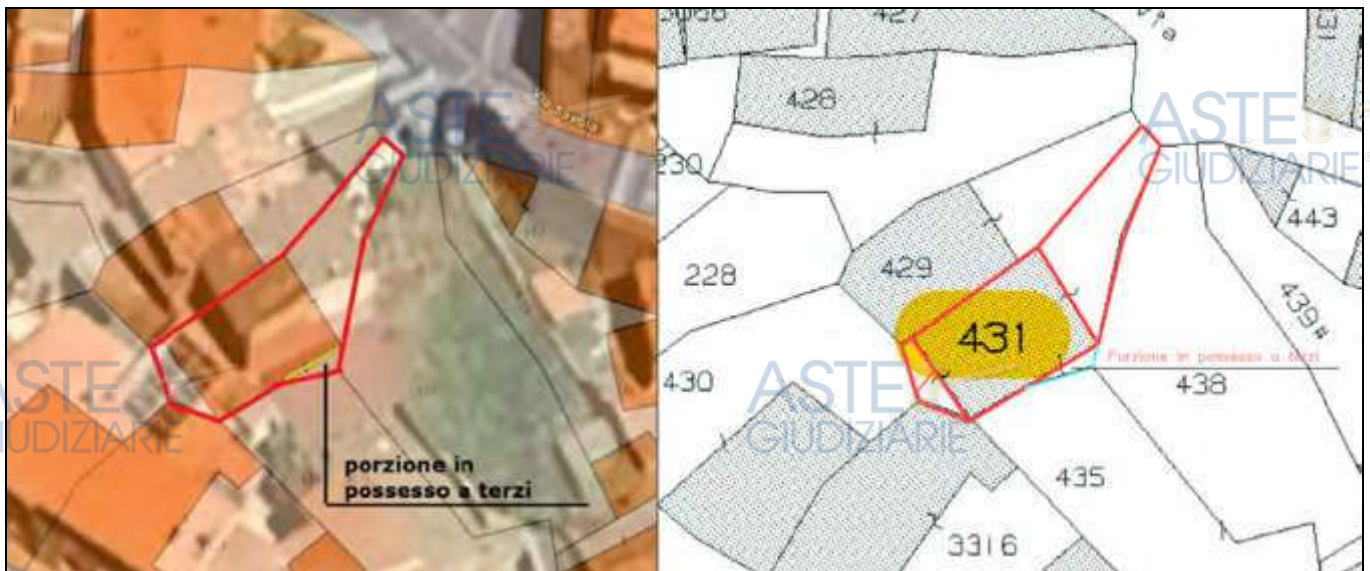 ASTE
GIUDIZIARIE®
ASTE
GIUDIZIARIE
porzione in
possesso a terzi
427
Via
428
ASTE
GIUDIZIARIE
443
228
429
439
431
Porzione in possesso a terzi
430
438
ASTE
GIUDIZIARIE
435
3316